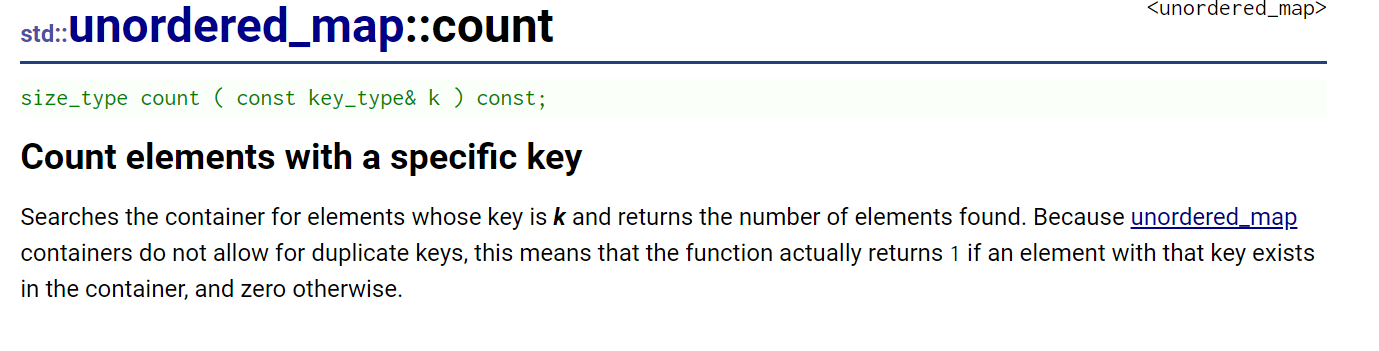 std::unordered_map::count
<unordered_map>
size_type count ( const key_type& k ) const;
Count elements with a specific key
Searches the container for elements whose key is k and returns the number of elements found. Because unordered_map
containers do not allow for duplicate keys, this means that the function actually returns 1 if an element with that key exists
in the container, and zero otherwise.